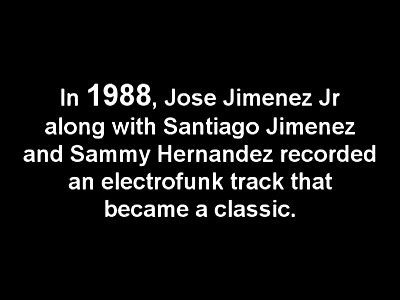 In 1988, Jose Jimenez Jr
along with Santiago Jimenez
and Sammy Hernandez recorded
an electrofunk track that
became a classic.